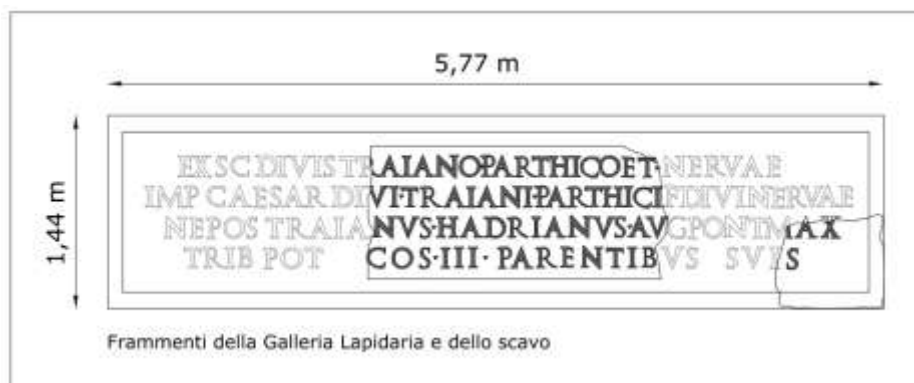 5,77 m
1,44 m
EX SC DIVIS TRAIANO·PARTHICO ET·NERVAE
IMP CAESAR DIVI·TRAIANI·PARTHICI F DIVI NERVAE
NEPOS TRAIANVS·HADRIANVS·AVG PONT MAX
TRIB POT COS·III·PARENTIBVS SVIS
Frammenti della Galleria Lapidaria e dello scavo